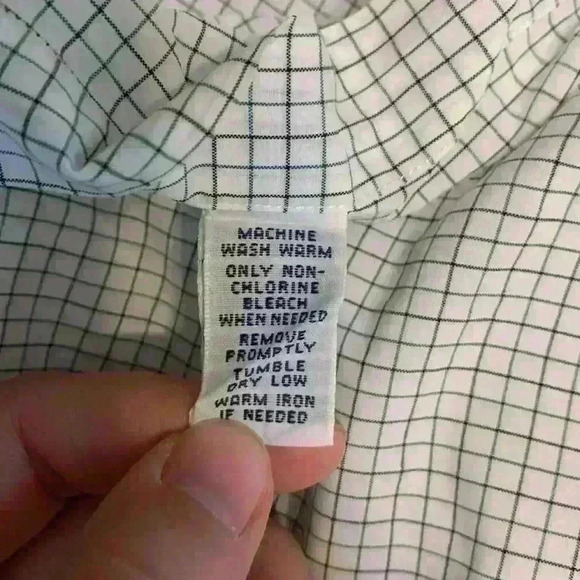 MACHINE
WASH WARM
ONLY NON-
CHLORINE
BLEACH
WHEN NEEDED
REMOVE
PROMPTLY
TUMBLE
DRY LOW
WARM IRON
IF NEEDED